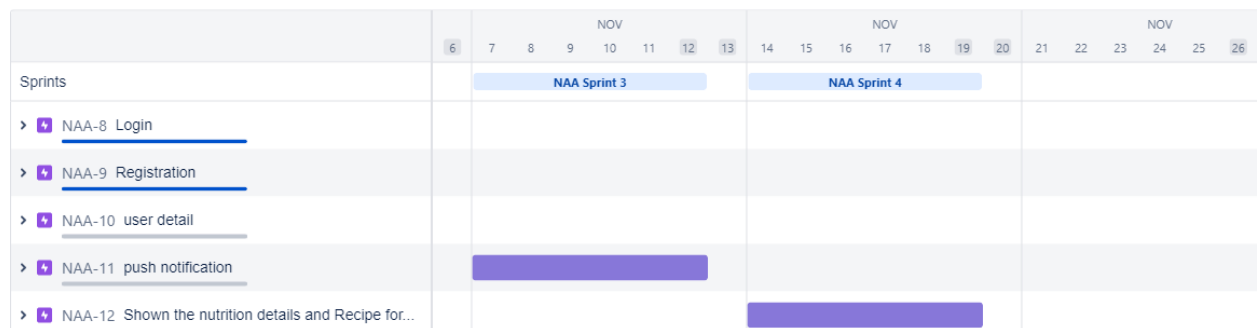 NOV NOV NOV
6 7 8 9 10 11 12 13 14 15 16 17 18 19 20 21 22 23 24 25 26
Sprints NAA Sprint 3 NAA Sprint 4
NAA-8 Login
NAA-9 Registration
NAA-10 user detail
NAA-11 push notification
NAA-12 Shown the nutrition details and Recipe for...